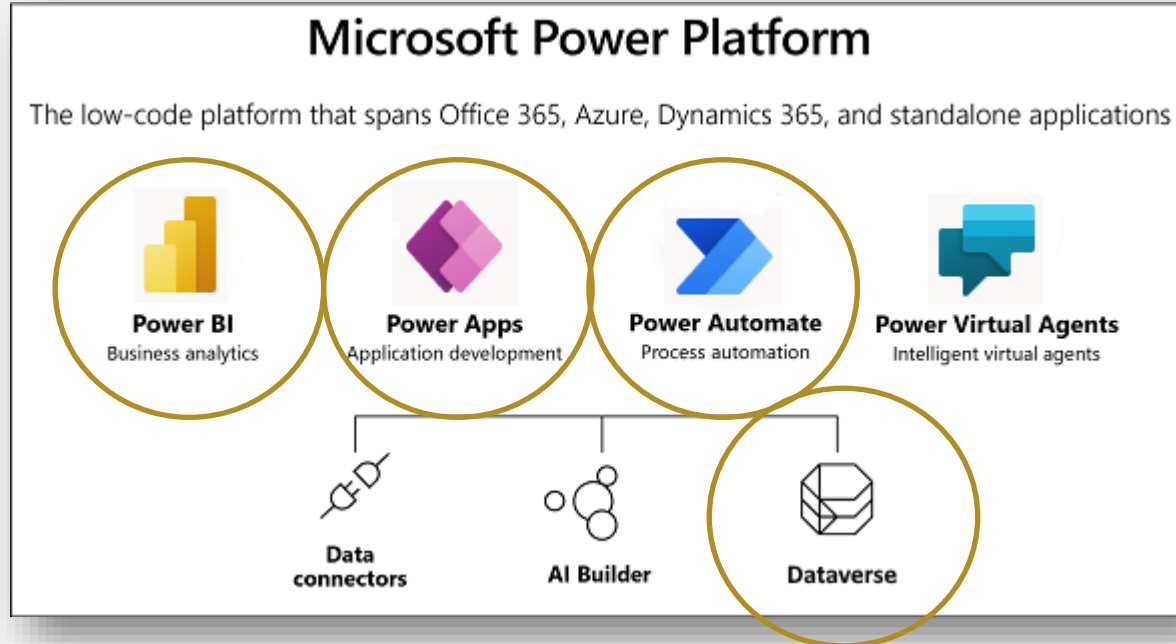 Microsoft Power Platform
The low-code platform that spans Office 365, Azure, Dynamics 365, and standalone applications
Power BI
Business analytics
Power Apps
Application development
Power Automate
Process automation
Power Virtual Agents
Intelligent virtual agents
Data
connectors
AI Builder
Dataverse